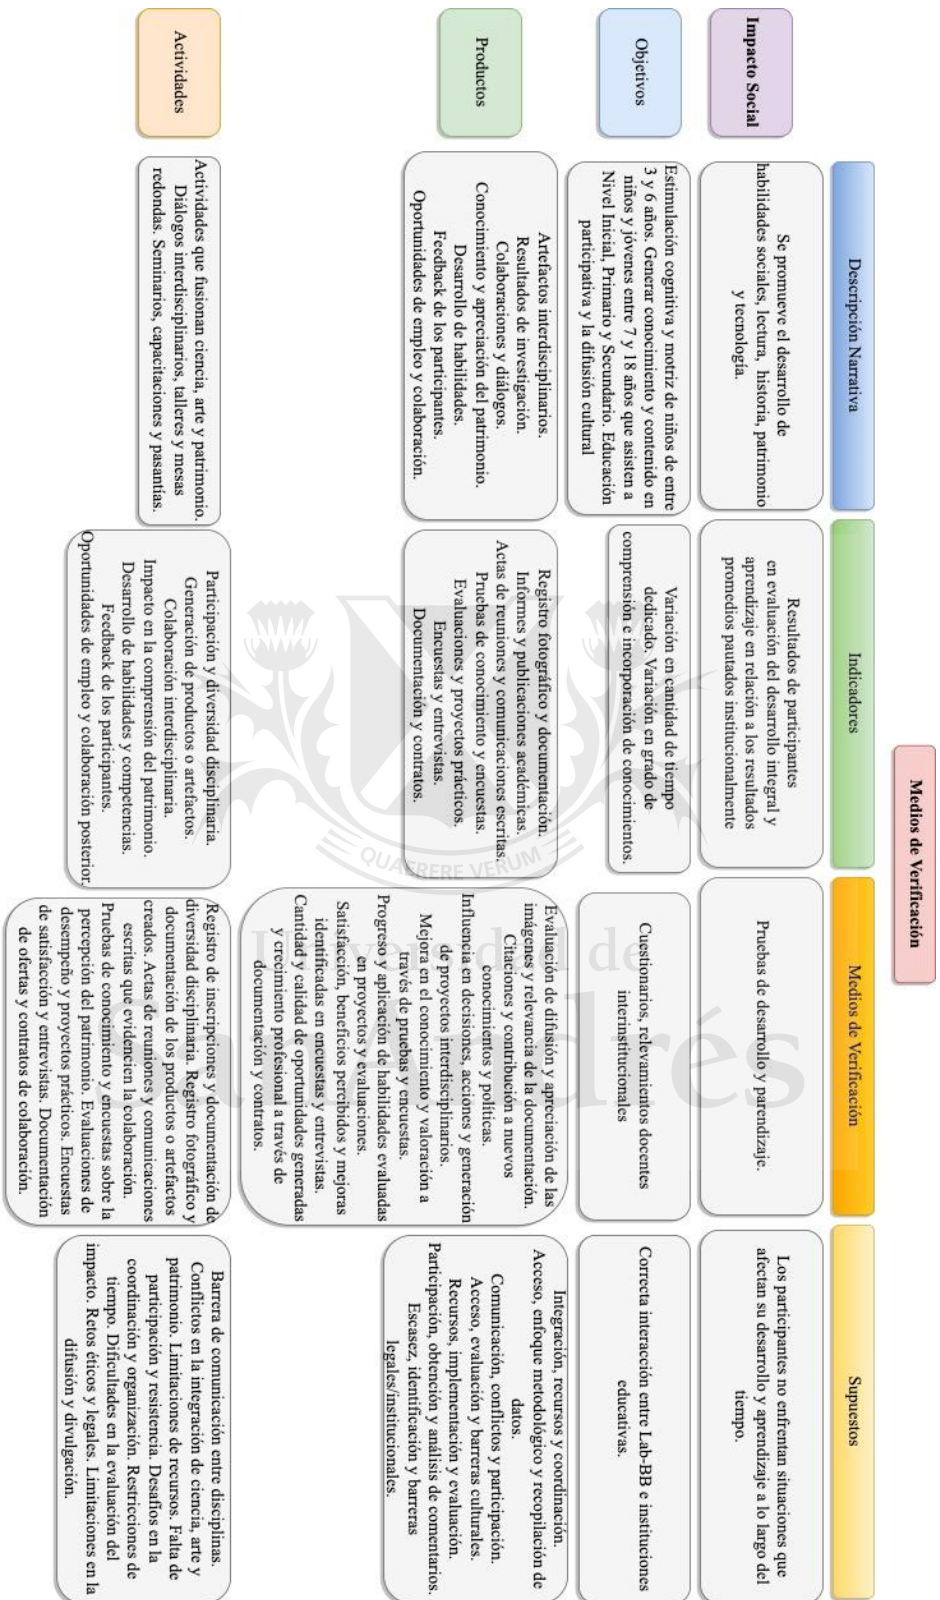 Medios de Verificación
Descripción Narrativa
Indicadores
Medios de Verificación
Supuestos
Impacto Social
Se promueve el desarrollo de
habilidades sociales, lectura, historia, patrimonio
y tecnología.
Resultados de participantes
en evaluación del desarrollo integral y
aprendizaje en relación a los resultados
promedios pautados institucionalmente
Pruebas de desarrollo y parendizaje.
Los participantes no enfrentan situaciones que
afectan su desarrollo y aprendizaje a lo largo del
tiempo.
Objetivos
Estimulación cognitiva y motriz de niños de entre
3 y 6 años. Generar conocimiento y contenido en
niños y jóvenes entre 7 y 18 años que asisten a
Nivel Inicial, Primario y Secundario. Educación
participativa y la difusión cultural
Variación en cantidad de tiempo
dedicado. Variación en grado de
comprensión e incorporación de conocimientos.
Cuestionarios, relevamientos docentes
interinstitucionales
Correcta interacción entre Lab-BB e instituciones
educativas.
Productos
Artefactos interdisciplinarios.
Resultados de investigación.
Colaboraciones y diálogos.
Conocimiento y apreciación del patrimonio.
Desarrollo de habilidades.
Feedback de los participantes.
Oportunidades de empleo y colaboración.
Registro fotográfico y documentación.
Informes y publicaciones académicas.
Actas de reuniones y comunicaciones escritas.
Pruebas de conocimiento y encuestas.
Evaluaciones y proyectos prácticos.
Encuestas y entrevistas.
Documentación y contratos.
Evaluación de difusión y apreciación de las
imágenes y relevancia de la documentación.
Citaciones y contribución a nuevos
conocimientos y políticas.
Influencia en decisiones, acciones y generación
de proyectos interdisciplinarios.
Mejora en el conocimiento y valoración a
través de pruebas y encuestas.
Progreso y aplicación de habilidades evaluadas
en proyectos y evaluaciones.
Satisfacción, beneficios percibidos y mejoras
identificadas en encuestas y entrevistas.
Cantidad y calidad de oportunidades generadas
y crecimiento profesional a través de
documentación y contratos.
Integración, recursos y coordinación.
Acceso, enfoque metodológico y recopilación de
datos.
Comunicación, conflictos y participación.
Acceso, evaluación y barreras culturales.
Recursos, implementación y evaluación.
Participación, obtención y análisis de comentarios.
Escasez, identificación y barreras
legales/institucionales.
Actividades
Actividades que fusionan ciencia, arte y patrimonio.
Diálogos interdisciplinarios, talleres y mesas
redondas. Seminarios, capacitaciones y pasantías.
Participación y diversidad disciplinaria.
Generación de productos o artefactos.
Colaboración interdisciplinaria.
Impacto en la comprensión del patrimonio.
Desarrollo de habilidades y competencias.
Feedback de los participantes.
Oportunidades de empleo y colaboración posterior.
Registro de inscripciones y documentación de
diversidad disciplinaria. Registro fotográfico y
documentación de los productos o artefactos
creados. Actas de reuniones y comunicaciones
escritas que evidencien la colaboración.
Pruebas de conocimiento y encuestas sobre la
percepción del patrimonio. Evaluaciones de
desempeño y proyectos prácticos. Encuestas
de satisfacción y entrevistas. Documentación
de ofertas y contratos de colaboración.
Barrera de comunicación entre disciplinas.
Conflictos en la integración de ciencia, arte y
patrimonio. Limitaciones de recursos. Falta de
participación y resistencia. Desafíos en la
coordinación y organización. Restricciones de
tiempo. Dificultades en la evaluación del
impacto. Retos éticos y legales. Limitaciones en la
difusión y divulgación.
QUAERERE VERUM
Universidad de
SanAndrés